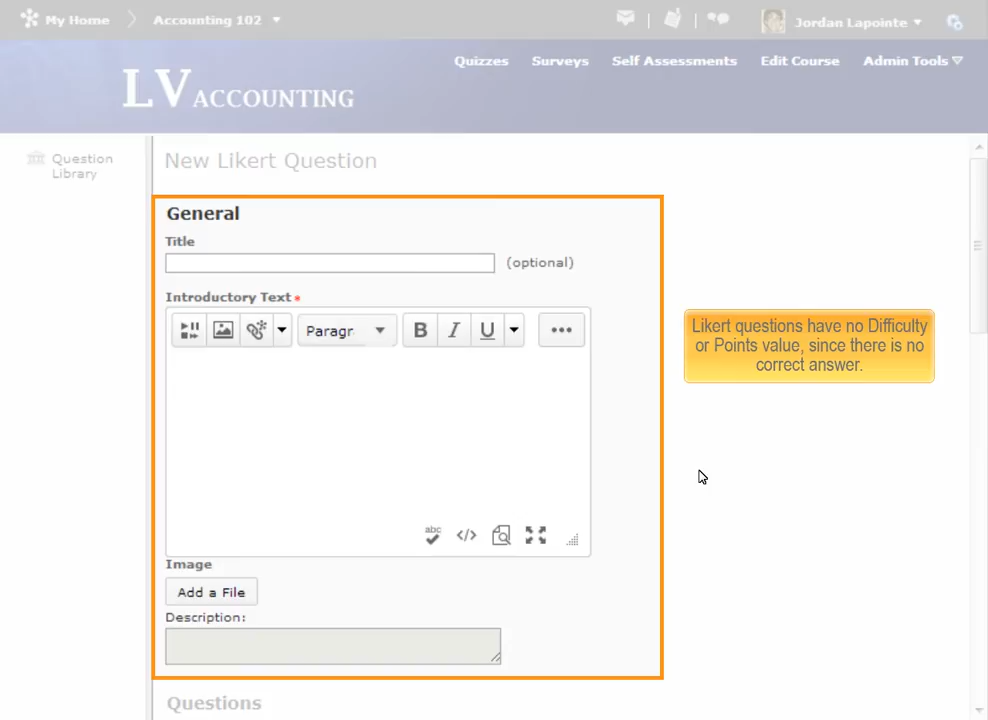 My Home
Accounting 102
Jordan Lapointe
LV ACCOUNTING
Quizzes
Surveys
Self Assessments
Edit Course
Admin Tools
Question
Library
New Likert Question
General
Title
(optional)
Introductory Text *
Paragr
B
I
U
Likert questions have no Difficulty
or Points value, since there is no
correct answer.
abc
</>
Image
Add a File
Description:
Questions